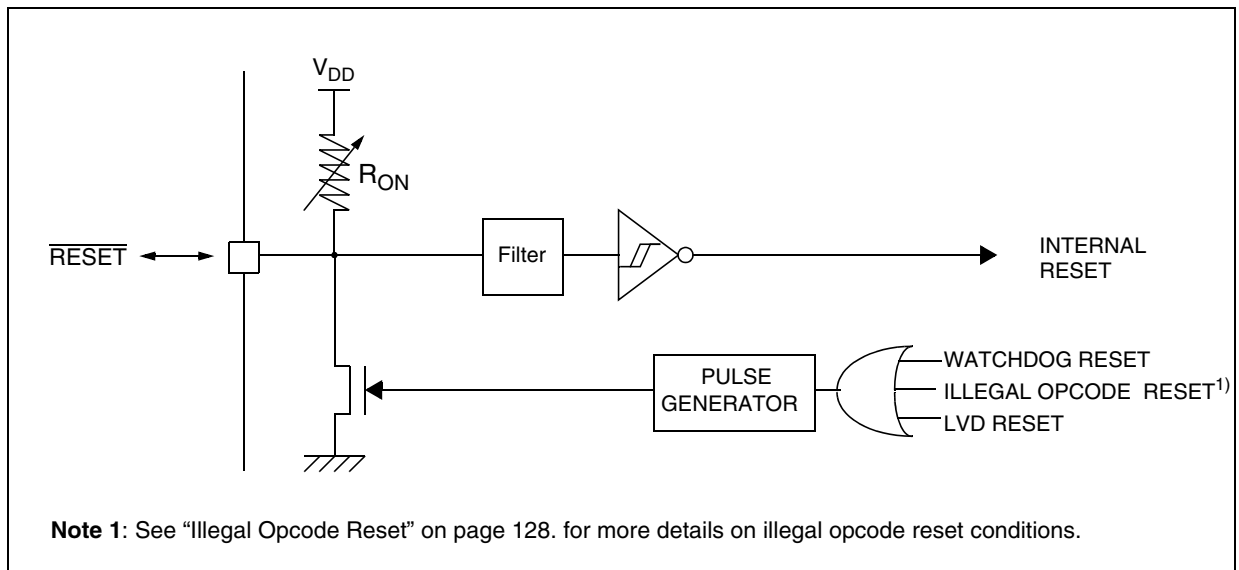 VDD
RON
RESET
Filter
INTERNAL
RESET
PULSE
GENERATOR
WATCHDOG RESET
ILLEGAL OPCODE RESET1)
LVD RESET
Note 1: See “Illegal Opcode Reset” on page 128. for more details on illegal opcode reset conditions.